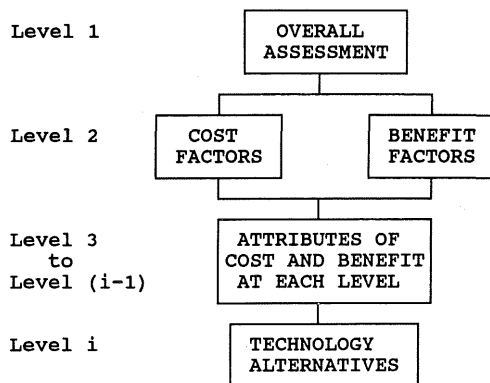 Level 1
OVERALL
ASSESSMENT
Level 2
COST
FACTORS
BENEFIT
FACTORS
Level 3
to
Level (i-1)
ATTRIBUTES OF
COST AND BENEFIT
AT EACH LEVEL
Level i
TECHNOLOGY
ALTERNATIVES